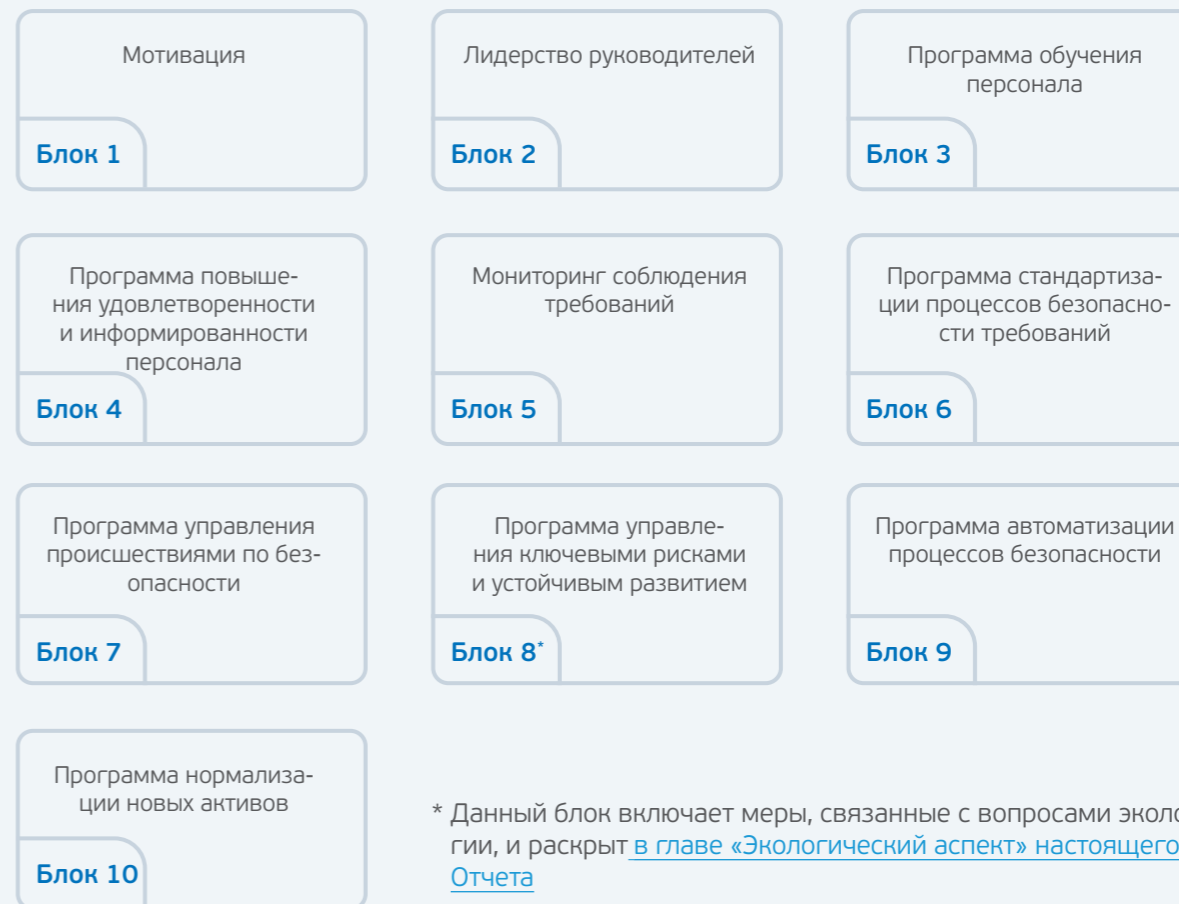 Мотивация
Блок 1
Лидерство руководителей
Блок 2
Программа обучения
персонала
Блок 3
Программа повыше-
ния удовлетворенности
и информированности
персонала
Блок 4
Мониторинг соблюдения
требований
Блок 5
Программа стандартиза-
ции процессов безопасно-
сти требований
Блок 6
Программа управления
происшествиями по без-
опасности
Блок 7
Программа управле-
ния ключевыми рисками
и устойчивым развитием
Блок 8*
Программа автоматизации
процессов безопасности
Блок 9
Программа нормализа-
ции новых активов
Блок 10
* Данный блок включает меры, связанные с вопросами эколо
гии, и раскрыт в главе «Экологический аспект» настоящего
Отчета